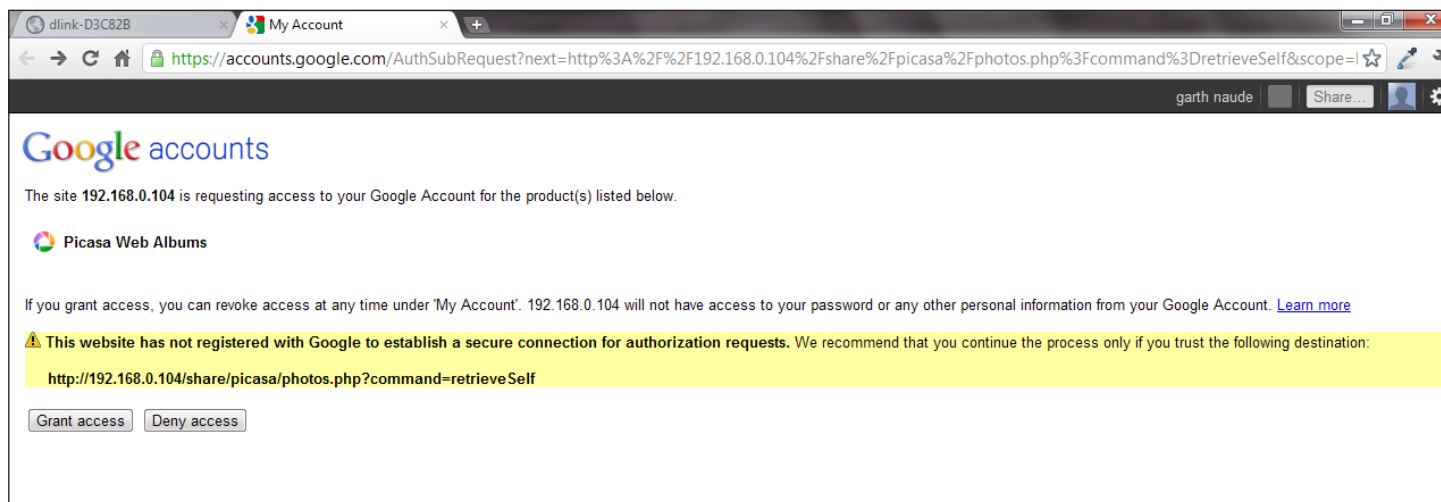 dlink-D3C82B
My Account
https://accounts.google.com/AuthSubRequest?next=http%3A%2F%2F192.168.0.104%2Fshare%2Fpicasa%2Fphotos.php%3Fcommand%3DretrieveSelf&scope=
garth naude Share...
Google accounts
The site 192.168.0.104 is requesting access to your Google Account for the product(s) listed below.
Picasa Web Albums
If you grant access, you can revoke access at any time under 'My Account'. 192.168.0.104 will not have access to your password or any other personal information from your Google Account. Learn more
This website has not registered with Google to establish a secure connection for authorization requests. We recommend that you continue the process only if you trust the following destination:
http://192.168.0.104/share/picasa/photos.php?command=retrieveSelf
Grant access Deny access